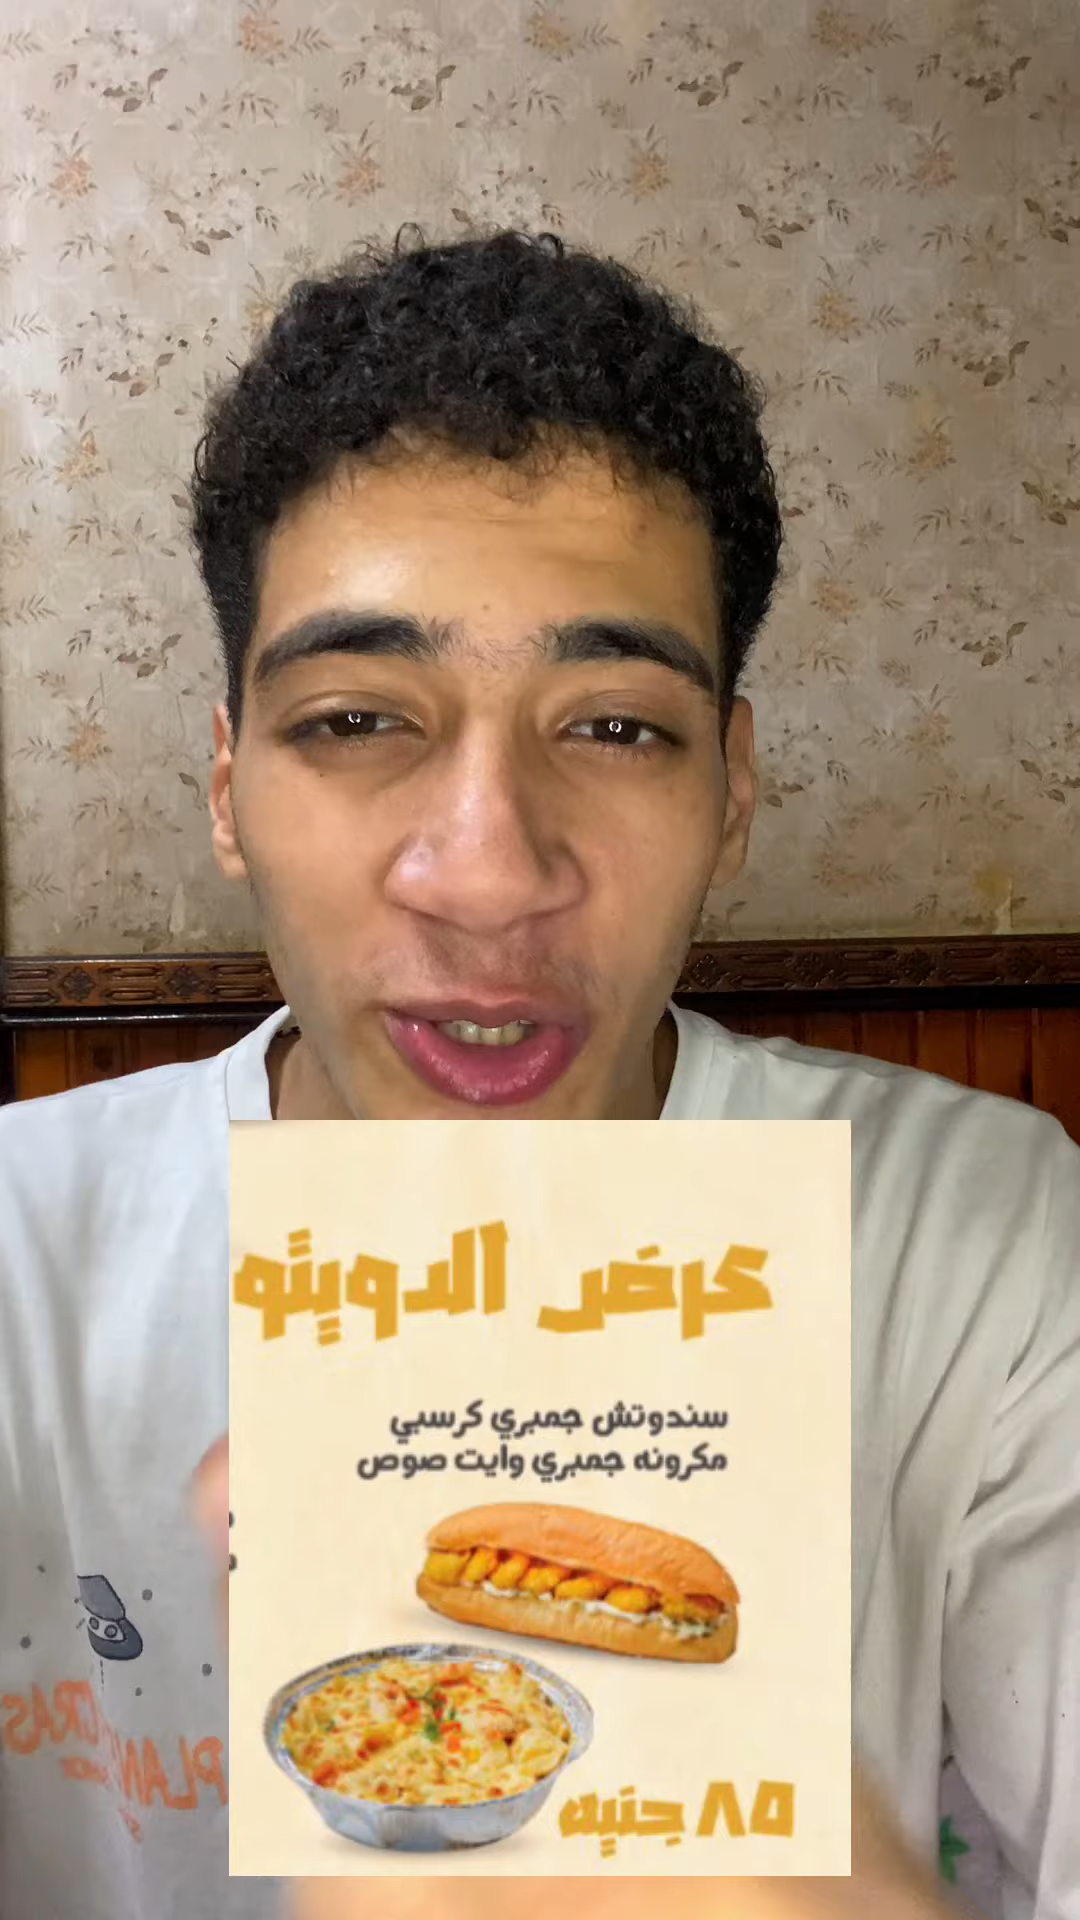 عرض الدويتو
سندوتش جمبري كرسبي
مكرونه جمبري وايت صوص
٨٥ جنيه